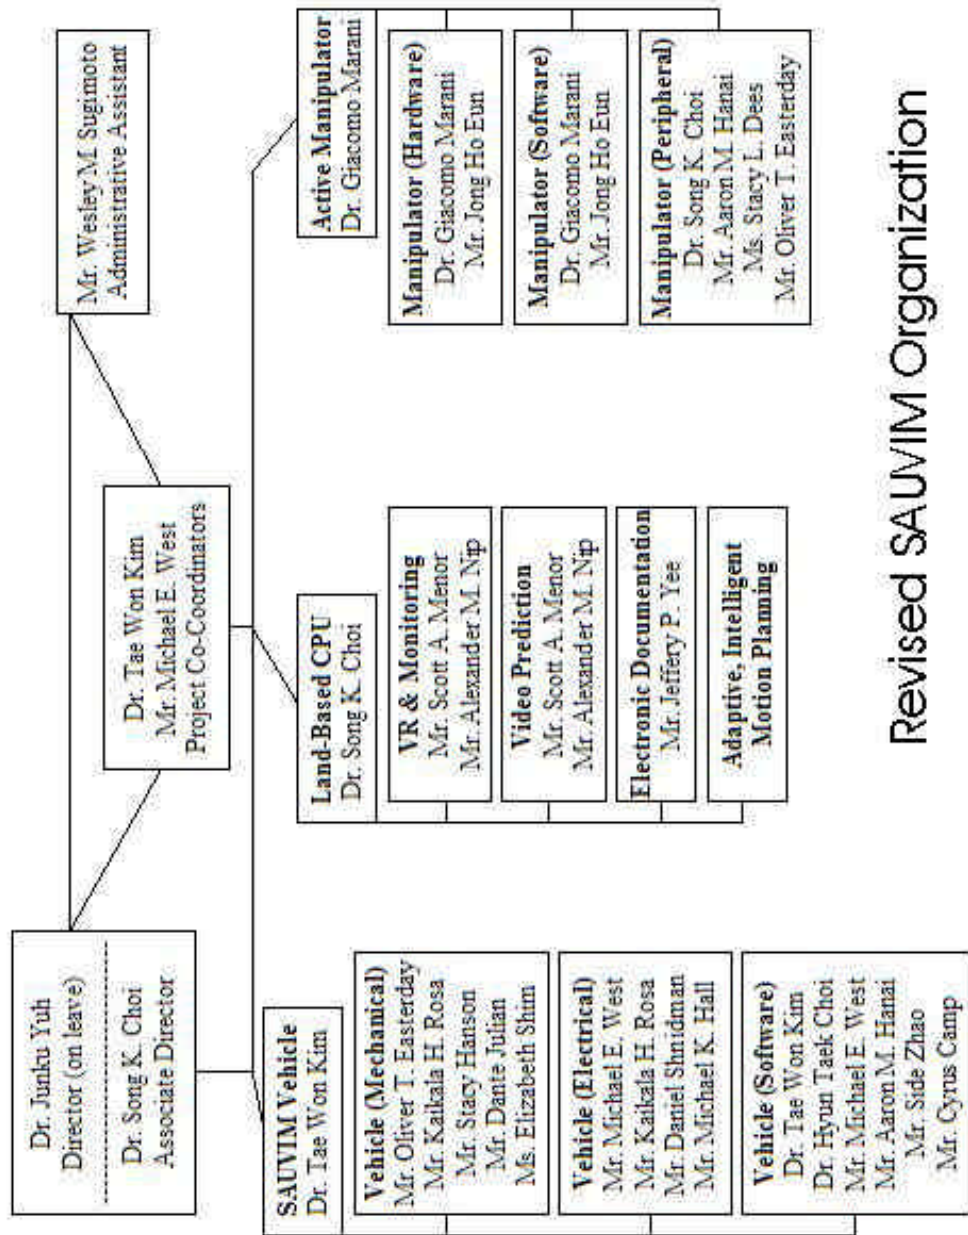 Dr. Junku Yuh
Director (on leave)
Dr. Song K. Choi
Associate Director
Dr. Tae Won Kim
Mr. Michael E. West
Project Co-Coordinators
Mr. Wesley M. Sugimoto
Administrative Assistant
SAUVIM Vehicle
Dr. Tae Won Kim
Vehicle (Mechanical)
Mr. Oliver T. Easterday
Mr. Kaikala H. Rosa
Mr. Stacy Hanson
Mr. Dante Julian
Ms. Elizabeth Shim
Vehicle (Electrical)
Mr. Michael E. West
Mr. Kaikala H. Rosa
Mr. Daniel Shnidman
Mr. Michael K. Hall
Vehicle (Software)
Dr. Tae Won Kim
Dr. Hyun Taek Choi
Mr. Michael E. West
Mr. Aaron M. Hanai
Mr. Side Zhao
Mr. Cyrus Camp
Land-Based CPU
Dr. Song K. Choi
VR & Monitoring
Mr. Scott A. Menor
Mr. Alexander M. Nip
Video Prediction
Mr. Scott A. Menor
Mr. Alexander M. Nip
Electronic Documentation
Mr. Jeffery P. Yee
Adaptive, Intelligent
Motion Planning
Active Manipulator
Dr. Giacomo Marani
Manipulator (Hardware)
Dr. Giacomo Marani
Mr. Jong Ho Eun
Manipulator (Software)
Dr. Giacomo Marani
Mr. Jong Ho Eun
Manipulator (Peripheral)
Dr. Song K. Choi
Mr. Aaron M. Hanai
Ms. Stacy L. Dees
Mr. Oliver T. Easterday
Revised SAUVIM Organization